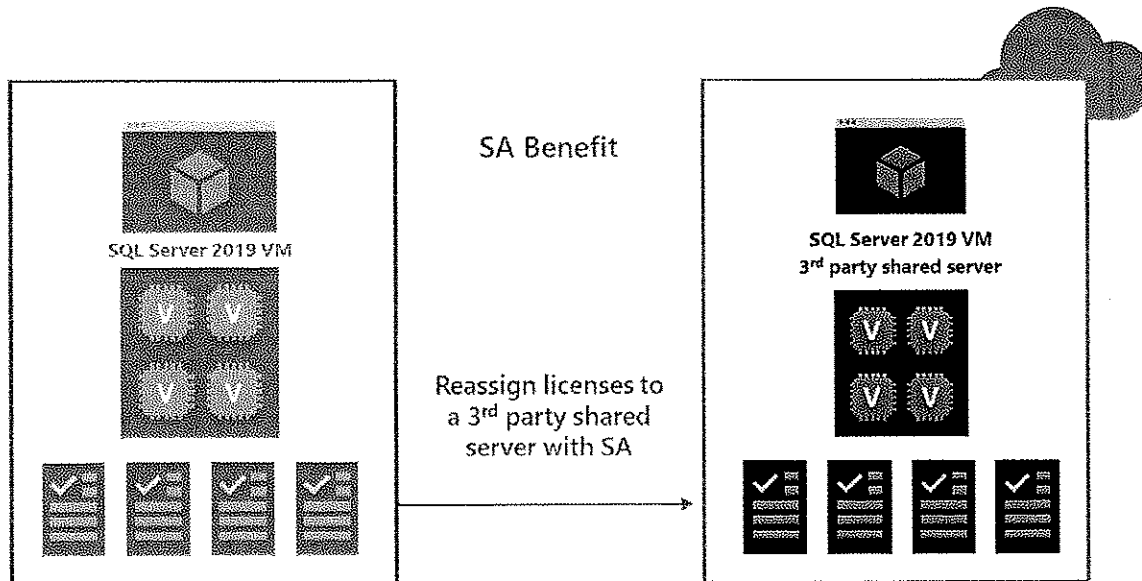 SA Benefit
SQL Server 2019 VM
V V
V V
Reassign licenses to
a 3rd party shared
server with SA
SQL Server 2019 VM
3rd party shared server
V V
V V